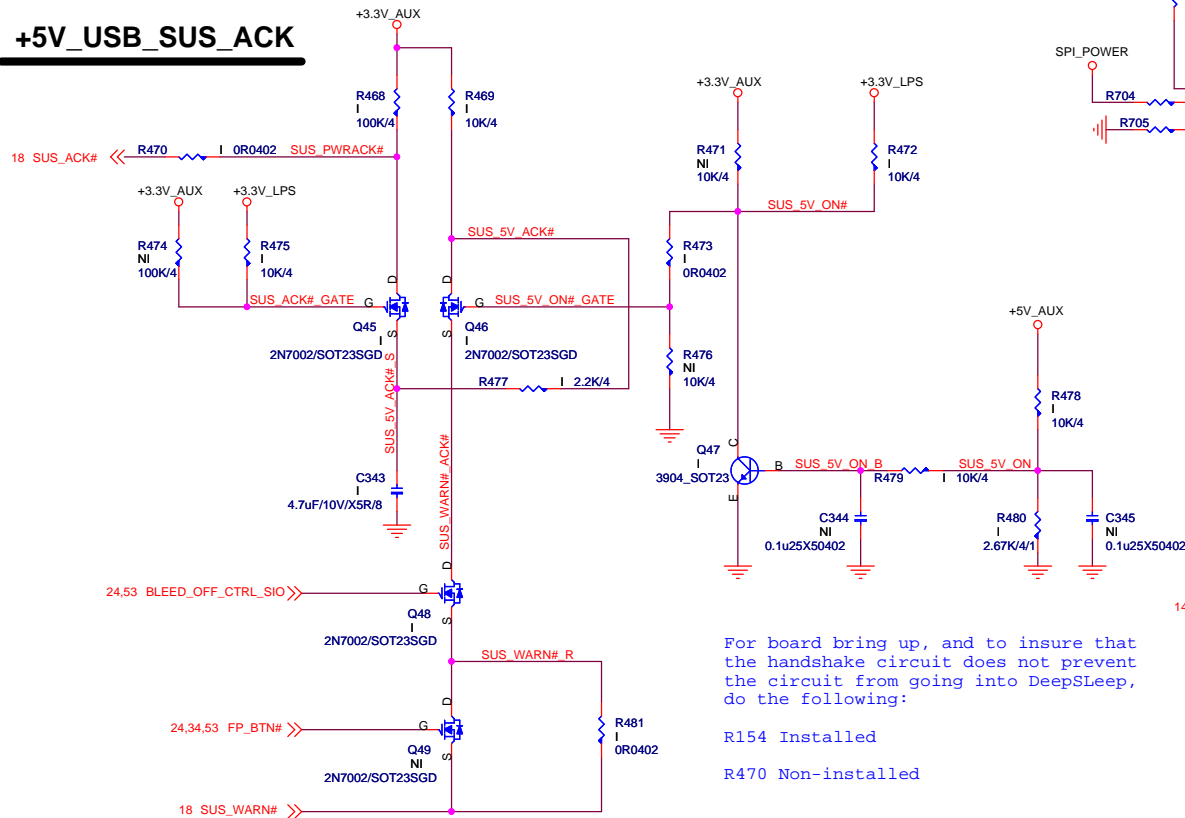 +5V_USB_SUS_ACK
+3.3V_AUX
R468
I
100K/4
R469
I
10K/4
18 SUS_ACK#
R470
I 0R0402
SUS_PWRACK#
+3.3V_AUX
+3.3V_LPS
R474
NI
100K/4
R475
I
10K/4
SUS_ACK#_GATE
G
D
S
Q45
I
2N7002/SOT23SGD
SUS_5V_ACK#
D
G
S
SUS_5V_ON#_GATE
Q46
I
2N7002/SOT23SGD
R477
I 2.2K/4
SUS_5V_ACK#_S
C343
I
4.7uF/10V/X5R/8
SUS_WARN#_ACK#
24,53 BLEED_OFF_CTRL_SIO
D
G
S
Q48
I
2N7002/SOT23SGD
SUS_WARN#_R
24,34,53 FP_BTN#
D
G
S
Q49
NI
2N7002/SOT23SGD
R481
I
0R0402
18 SUS_WARN#
+3.3V_AUX
+3.3V_LPS
R471
NI
10K/4
R472
I
10K/4
SUS_5V_ON#
R473
I
0R0402
R476
NI
10K/4
Q47
I
3904_SOT23
C
B
E
SUS_5V_ON_B
R479
I 10K/4
SUS_5V_ON
+5V_AUX
R478
I
10K/4
C344
NI
0.1u25X50402
R480
I
2.67K/4/1
C345
NI
0.1u25X50402
SPI_POWER
R704
R705
14
For board bring up, and to insure that
the handshake circuit does not prevent
the circuit from going into DeepSLeep,
do the following:
R154 Installed
R470 Non-installed